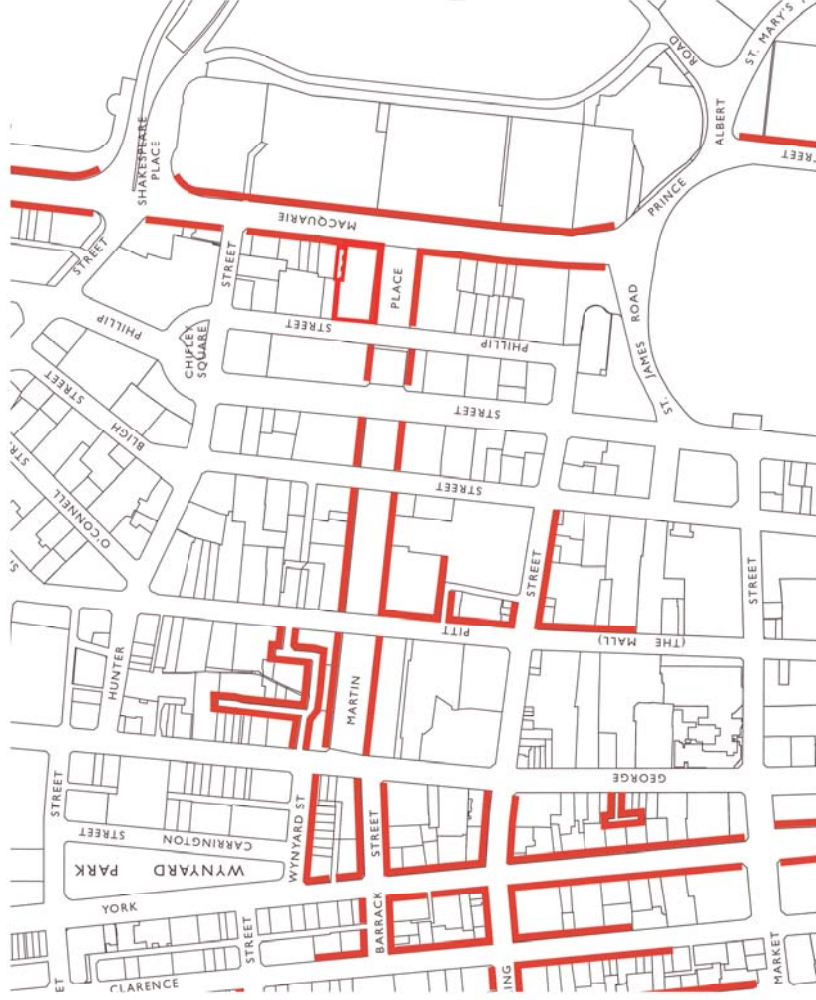 ROAD
ST. MARY'S
ALBERT
STREET
SHAKESPEARE
PLACE
PRINCE
MACQUARIE
STREET
STREET
PLACE
ROAD
PHILLIP
STREET
PHILLIP
CHIFLEY
SQUARE
JAMES
ST.
STREET
STREET
BLIGH
STREET
O'CONNELL
STREET
STREET
PITT
(THE MALL)
HUNTER
MARTIN
GEORGE
STREET
STREET
CARRINGTON
WYNYARD ST
STREET
WYNYARD PARK
YORK
STREET
BARRACK
MARKET
CLARENCE